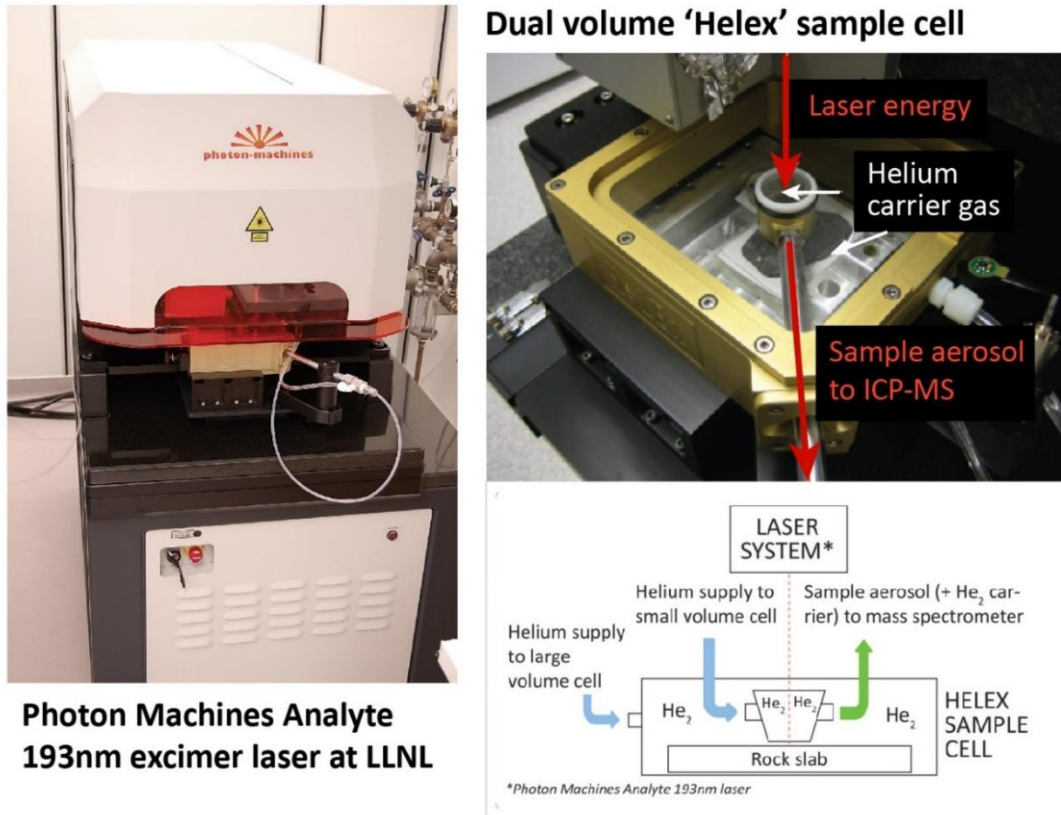 photon-machines
Photon Machines Analyte
193nm excimer laser at LLNL
Dual volume ‘Helex’ sample cell
Laser energy
Helium
carrier gas
Sample aerosol
to ICP-MS
LASER
SYSTEM*
Helium supply to
small volume cell
Sample aerosol (+ He₂ car-
rier) to mass spectrometer
Helium supply
to large
volume cell
He₂
He₂
He₂
He₂
HELEX
SAMPLE
CELL
Rock slab
*Photon Machines Analyte 193nm laser